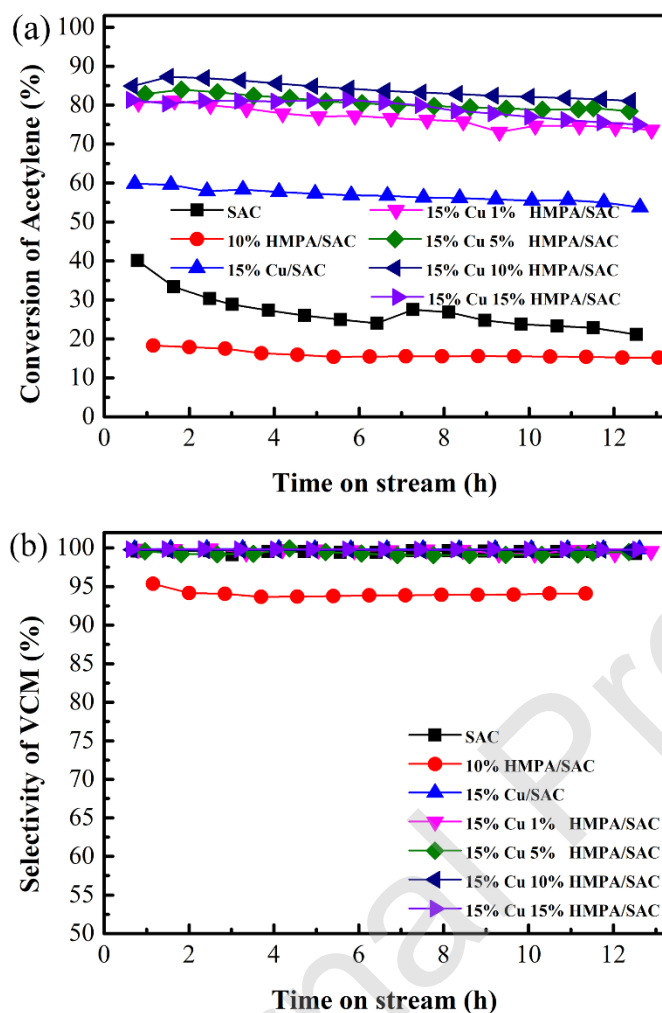 (a)
Conversion of Acetylene (%)
100
90
80
70
60
50
40
30
20
10
0
SAC
10% HMPA/SAC
15% Cu/SAC
15% Cu 1% HMPA/SAC
15% Cu 5% HMPA/SAC
15% Cu 10% HMPA/SAC
15% Cu 15% HMPA/SAC
0 2 4 6 8 10 12
Time on stream (h)
(b)
Selectivity of VCM (%)
100
95
90
85
80
75
70
65
60
55
50
SAC
10% HMPA/SAC
15% Cu/SAC
15% Cu 1% HMPA/SAC
15% Cu 5% HMPA/SAC
15% Cu 10% HMPA/SAC
15% Cu 15% HMPA/SAC
0 2 4 6 8 10 12
Time on stream (h)
nal Pr